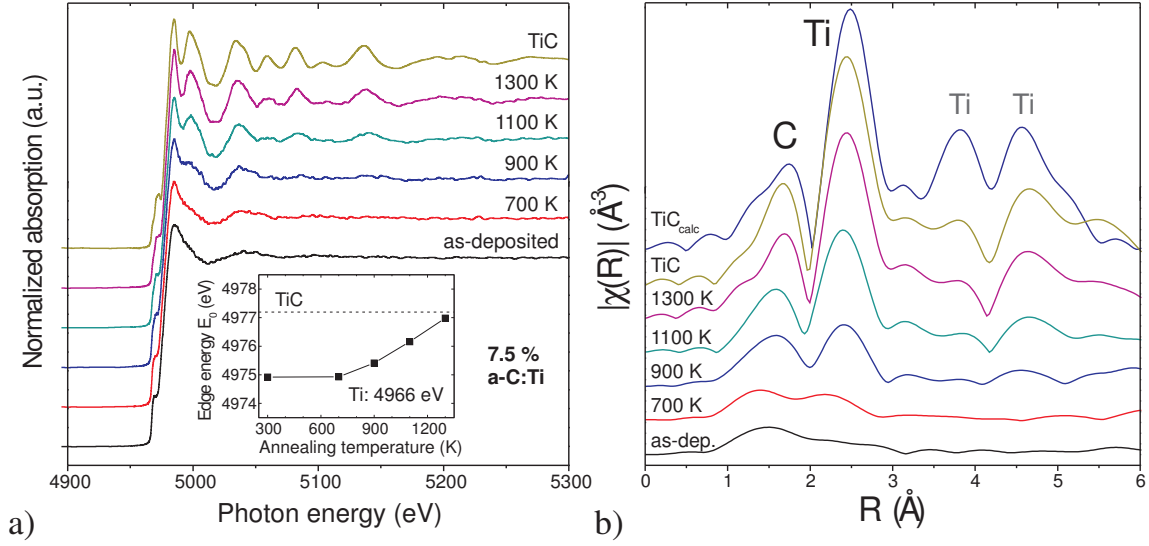 Normalized absorption (a.u.)
TiC
1300 K
1100 K
900 K
700 K
as-deposited
Edge energy E₀ (eV)
4978
4977
4976
4975
4974
TiC
Ti: 4966 eV
300 600 900 1200
Annealing temperature (K)
7.5 %
a-C:Ti
4900 5000 5100 5200 5300
Photon energy (eV)
a)
|χ(R)| (Å⁻³)
C
Ti
Ti
Ti
TiC_calc
TiC
1300 K
1100 K
900 K
700 K
as-dep.
0 1 2 3 4 5 6
R (Å)
b)